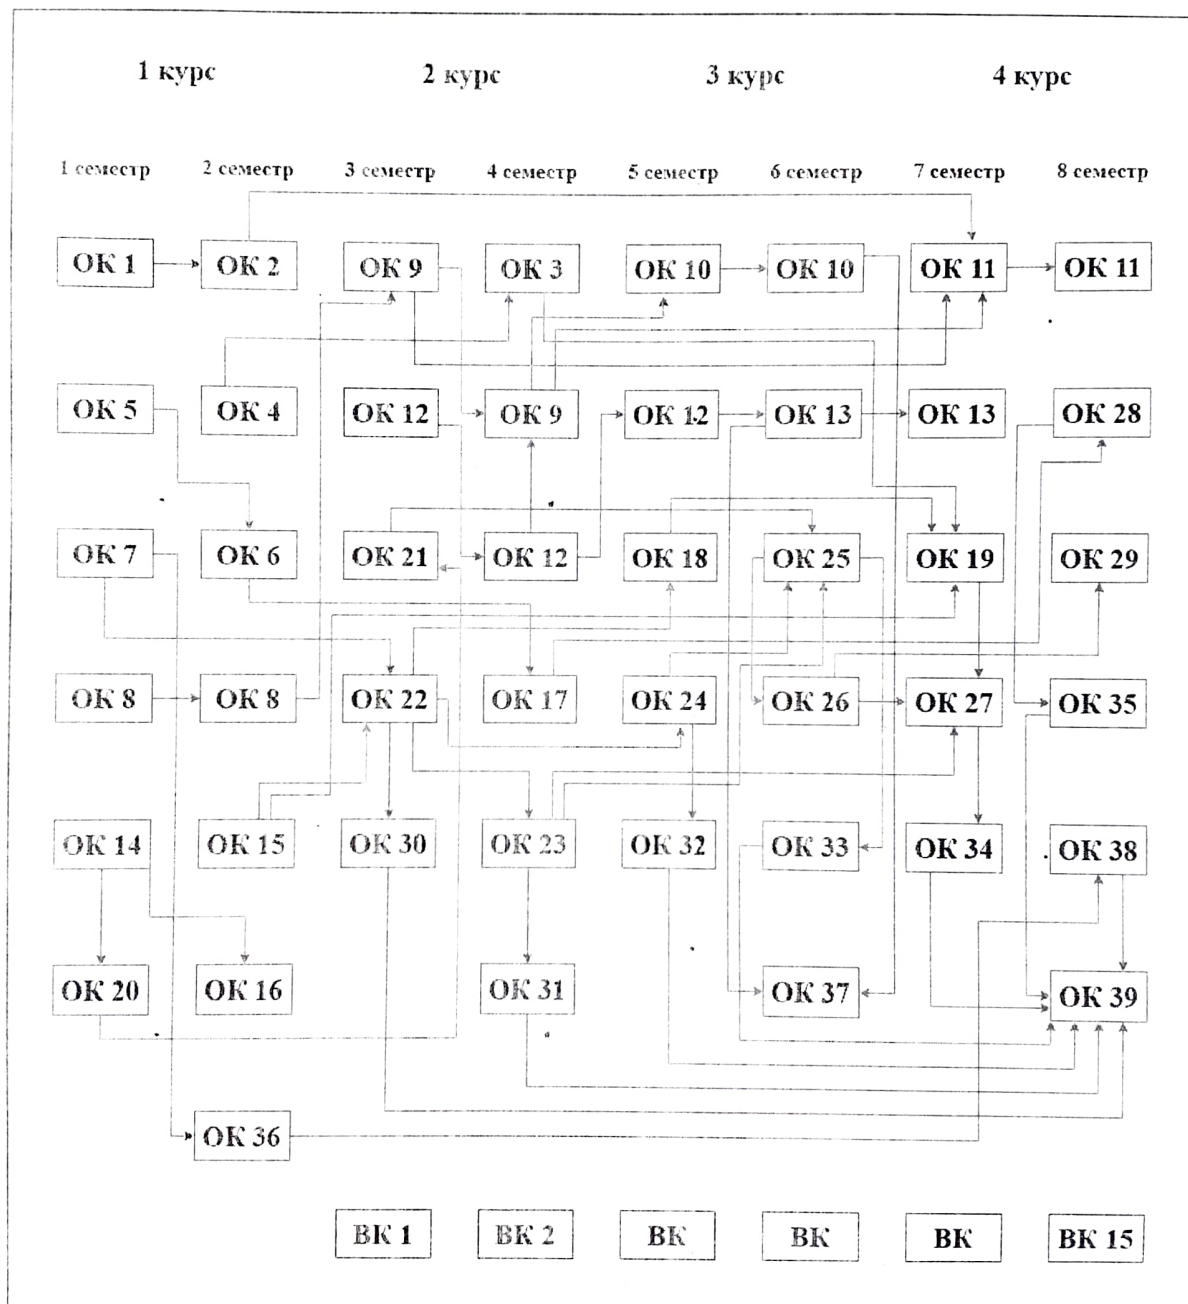 1 курс 2 курс 3 курс 4 курс
1 семестр 2 семестр 3 семестр 4 семестр 5 семестр 6 семестр 7 семестр 8 семестр
ОК 1 ОК 2 ОК 9 ОК 3 ОК 10 ОК 10 ОК 11 ОК 11
ОК 5 ОК 4 ОК 12 ОК 9 ОК 12 ОК 13 ОК 13 ОК 28
ОК 7 ОК 6 ОК 21 ОК 12 ОК 18 ОК 25 ОК 19 ОК 29
ОК 8 ОК 8 ОК 22 ОК 17 ОК 24 ОК 26 ОК 27 ОК 35
ОК 14 ОК 15 ОК 30 ОК 23 ОК 32 ОК 33 ОК 34 ОК 38
ОК 20 ОК 16 ОК 31 ОК 37 ОК 39
ОК 36
ВК 1 ВК 2 ВК ВК ВК ВК 15